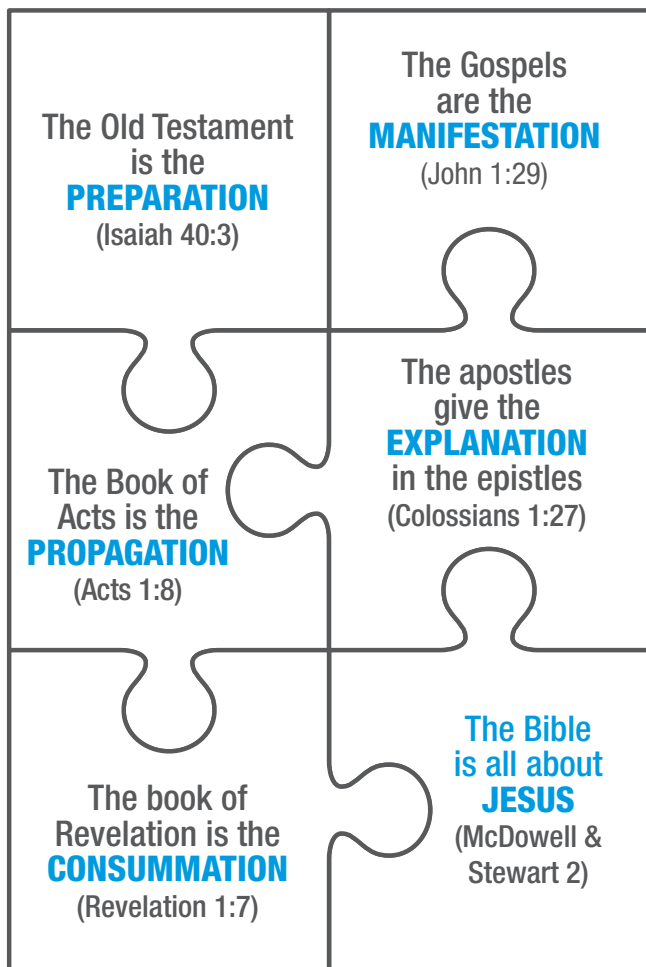 The Old Testament
is the
PREPARATION
(Isaiah 40:3)
The Gospels
are the
MANIFESTATION
(John 1:29)
The Book of
Acts is the
PROPAGATION
(Acts 1:8)
The apostles
give the
EXPLANATION
in the epistles
(Colossians 1:27)
The book of
Revelation is the
CONSUMMATION
(Revelation 1:7)
The Bible
is all about
JESUS
(McDowell &
Stewart 2)